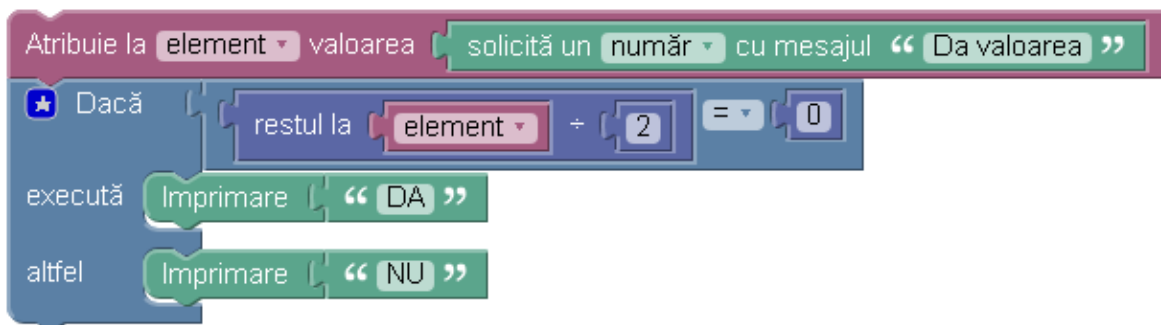 Atribuie la element valoarea solicită un număr cu mesajul “ Da valoarea ”
Dacă restul la element ÷ 2 = 0
execută Imprimare “ DA ”
altfel Imprimare “ NU ”